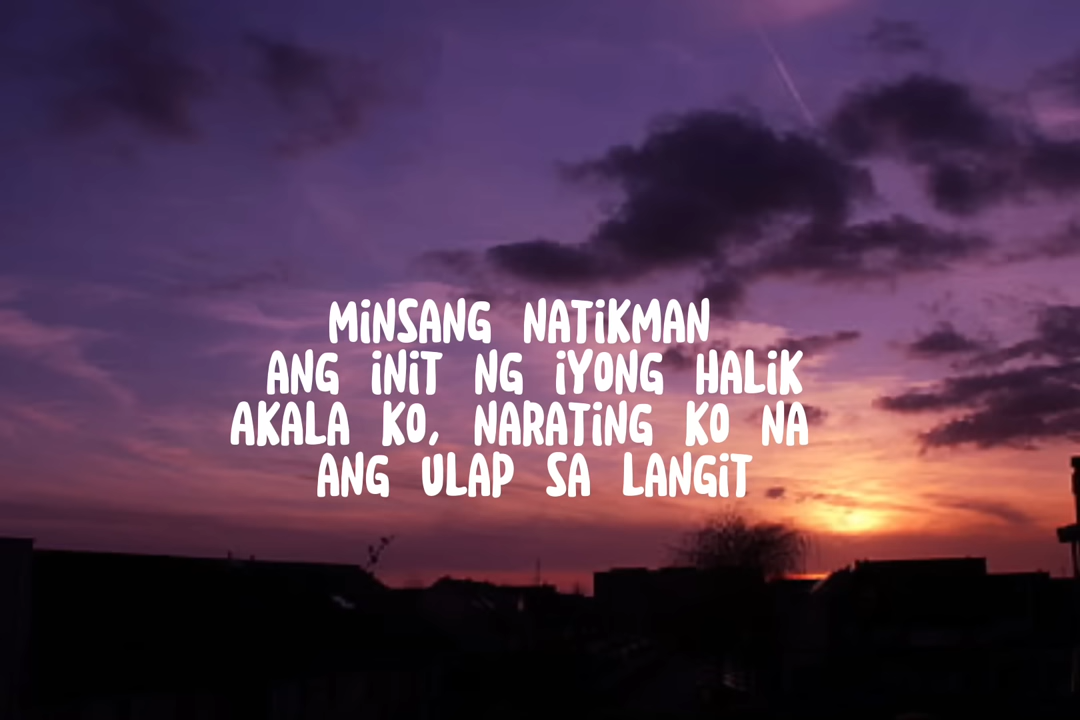 MiNSANG NATiKMAN
ANG iNiT NG iYONG HALiK
AKALA KO, NARATiNG KO NA
ANG ULAP SA LANGiT